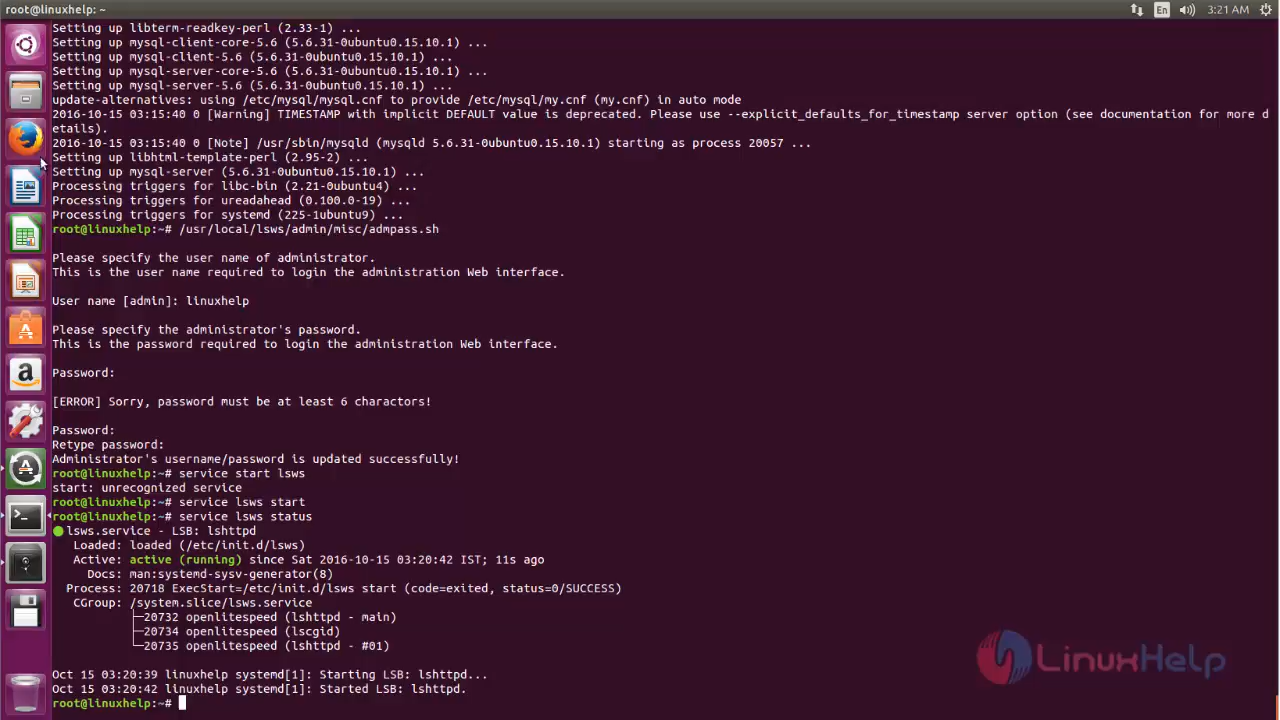 root@linuxhelp: ~
En
3:21 AM
Setting up libterm-readkey-perl (2.33-1) ...
Setting up mysql-client-core-5.6 (5.6.31-0ubuntu0.15.10.1) ...
Setting up mysql-client-5.6 (5.6.31-0ubuntu0.15.10.1) ...
Setting up mysql-server-core-5.6 (5.6.31-0ubuntu0.15.10.1) ...
Setting up mysql-server-5.6 (5.6.31-0ubuntu0.15.10.1) ...
update-alternatives: using /etc/mysql/mysql.cnf to provide /etc/mysql/my.cnf (my.cnf) in auto mode
2016-10-15 03:15:40 0 [Warning] TIMESTAMP with implicit DEFAULT value is deprecated. Please use --explicit_defaults_for_timestamp server option (see documentation for more d
etails).
2016-10-15 03:15:40 0 [Note] /usr/sbin/mysqld (mysqld 5.6.31-0ubuntu0.15.10.1) starting as process 20057 ...
Setting up libhtml-template-perl (2.95-2) ...
Setting up mysql-server (5.6.31-0ubuntu0.15.10.1) ...
Processing triggers for libc-bin (2.21-0ubuntu4) ...
Processing triggers for ureadahead (0.100.0-19) ...
Processing triggers for systemd (225-1ubuntu9) ...
root@linuxhelp:~# /usr/local/lsws/admin/misc/admpass.sh
Please specify the user name of administrator.
This is the user name required to login the administration Web interface.
User name [admin]: linuxhelp
Please specify the administrator's password.
This is the password required to login the administration Web interface.
Password:
[ERROR] Sorry, password must be at least 6 charactors!
Password:
Retype password:
Administrator's username/password is updated successfully!
root@linuxhelp:~# service start lsws
start: unrecognized service
root@linuxhelp:~# service lsws start
root@linuxhelp:~# service lsws status
● lsws.service - LSB: lshttpd
Loaded: loaded (/etc/init.d/lsws)
Active: active (running) since Sat 2016-10-15 03:20:42 IST; 11s ago
Docs: man:systemd-sysv-generator(8)
Process: 20718 ExecStart=/etc/init.d/lsws start (code=exited, status=0/SUCCESS)
CGroup: /system.slice/lsws.service
├─20732 openlitespeed (lshttpd - main)
├─20734 openlitespeed (lscgid)
└─20735 openlitespeed (lshttpd - #01)
Oct 15 03:20:39 linuxhelp systemd[1]: Starting LSB: lshttpd...
Oct 15 03:20:42 linuxhelp systemd[1]: Started LSB: lshttpd.
root@linuxhelp:~#
LinuxHelp